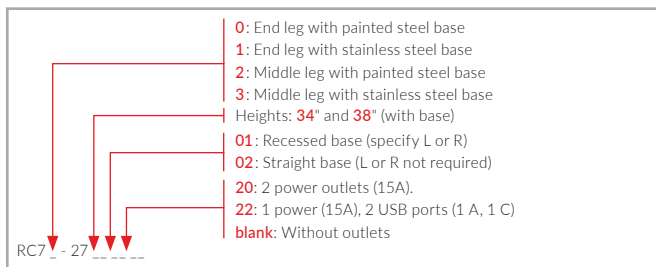 0: End leg with painted steel base
1: End leg with stainless steel base
2: Middle leg with painted steel base
3: Middle leg with stainless steel base
Heights: 34" and 38" (with base)
01: Recessed base (specify L or R)
02: Straight base (L or R not required)
20: 2 power outlets (15A).
22: 1 power (15A), 2 USB ports (1 A, 1 C)
blank: Without outlets
RC7 _ - 27 __ __ __